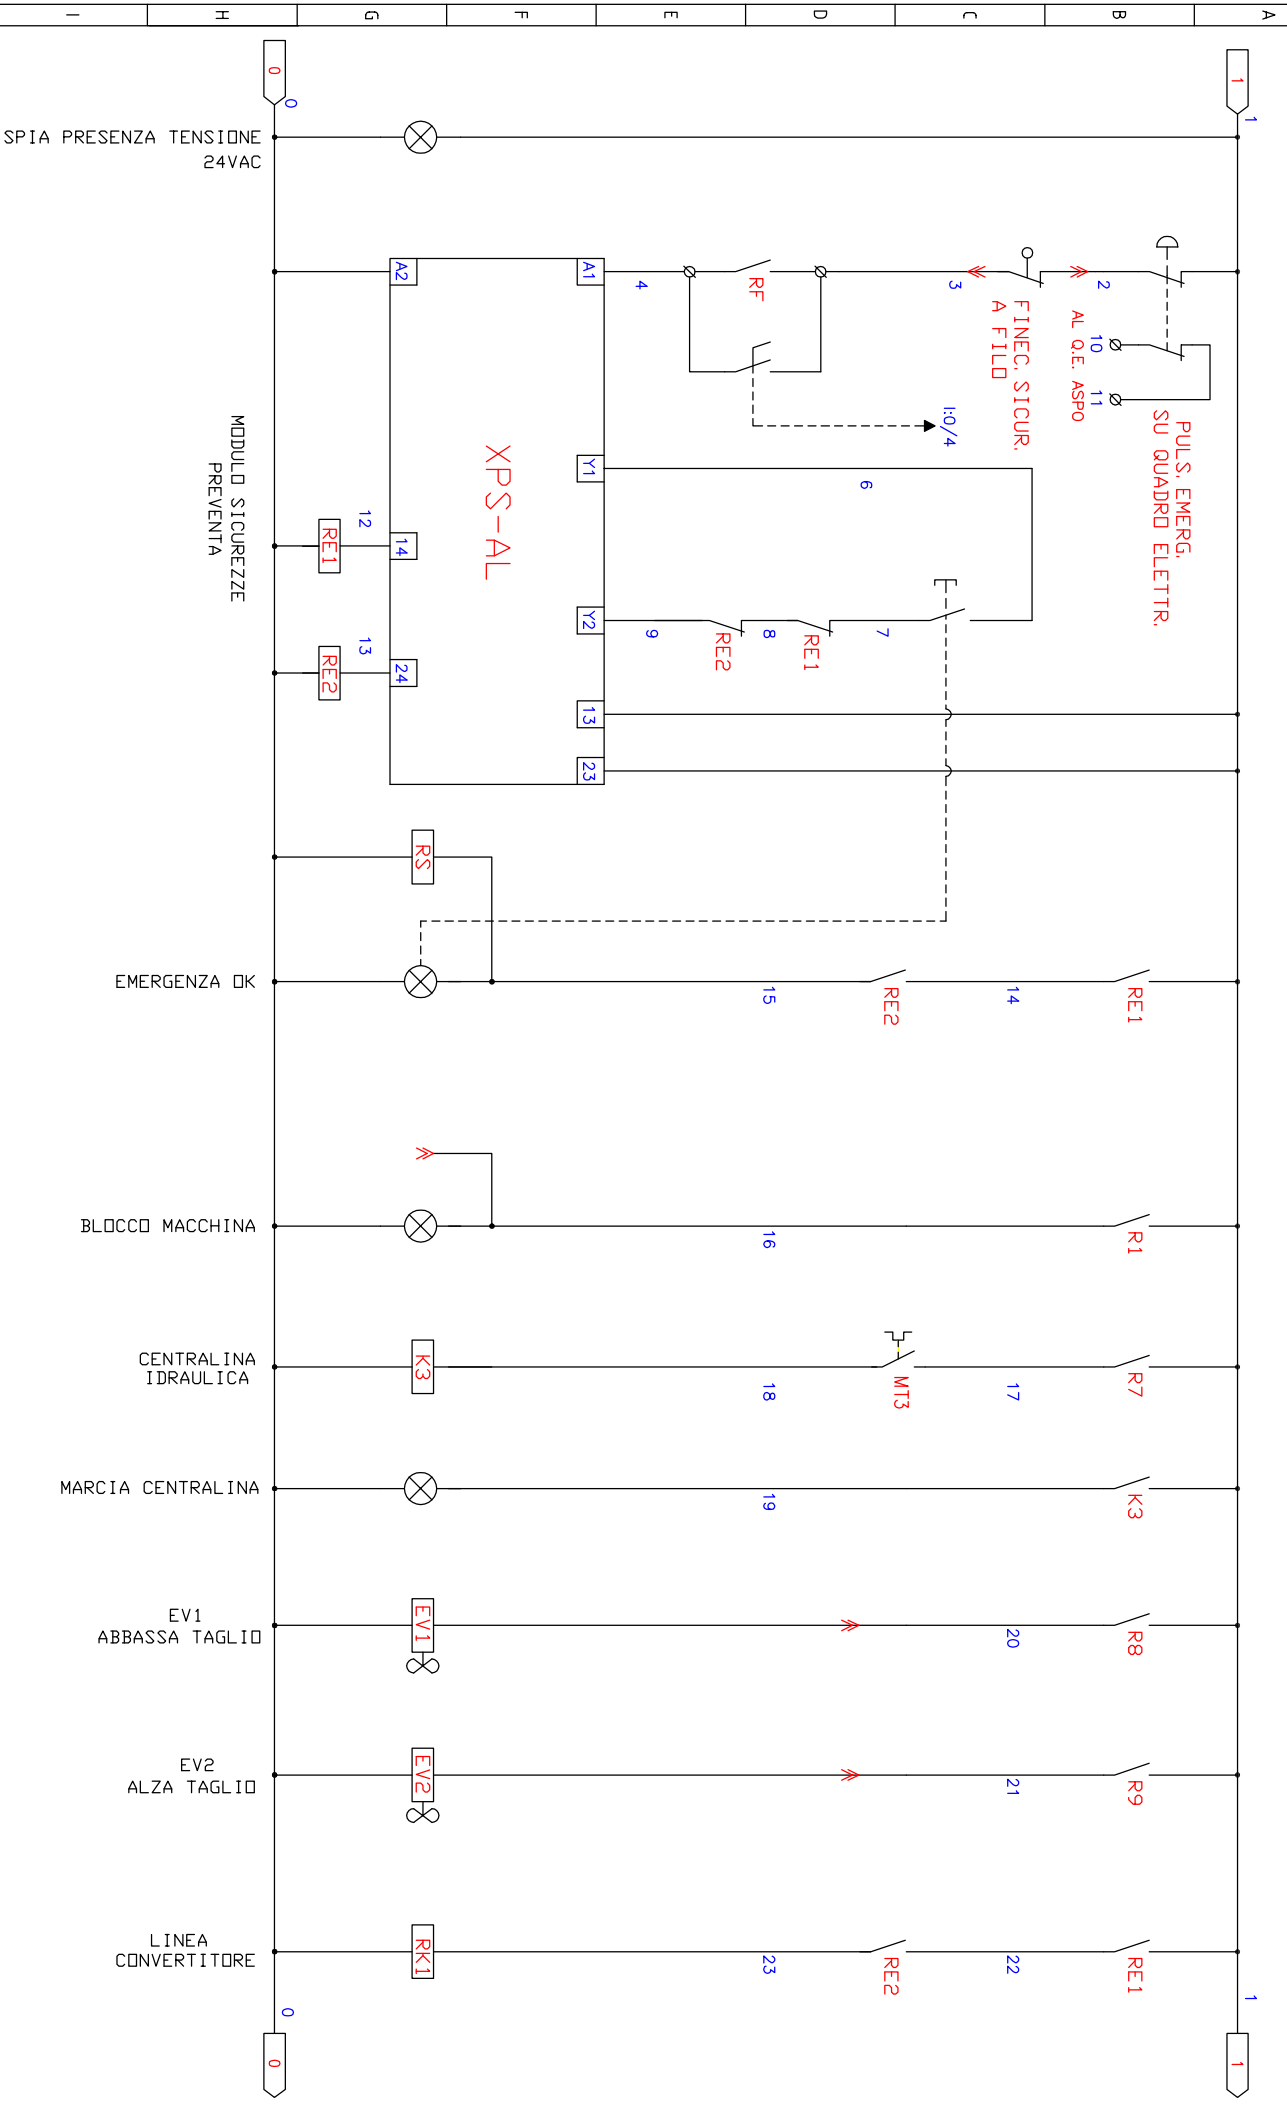 I H G F E D C B A
0
0
1
1
SPIA PRESENZA TENSIONE
24VAC
A2
A1
4
RF
3
FINEC. SICUR.
A FILO
2
10
11
AL Q.E. ASPO
PULS. EMERG.
SU QUADRO ELETTR.
I:0/4
Y1
6
XPS-AL
MODULO SICUREZZE
PREVENTA
12
RE1
14
13
RE2
24
Y2
9
RE2
8
RE1
7
13
23
RS
EMERGENZA OK
15
RE2
14
RE1
BLOCCO MACCHINA
16
R1
CENTRALINA
IDRAULICA
K3
18
MT3
17
R7
MARCIA CENTRALINA
19
K3
EV1
ABBASSA TAGLIO
EV1
20
R8
EV2
ALZA TAGLIO
EV2
21
R9
LINEA
CONVERTITORE
RK1
23
RE2
22
RE1
0
0
1
1